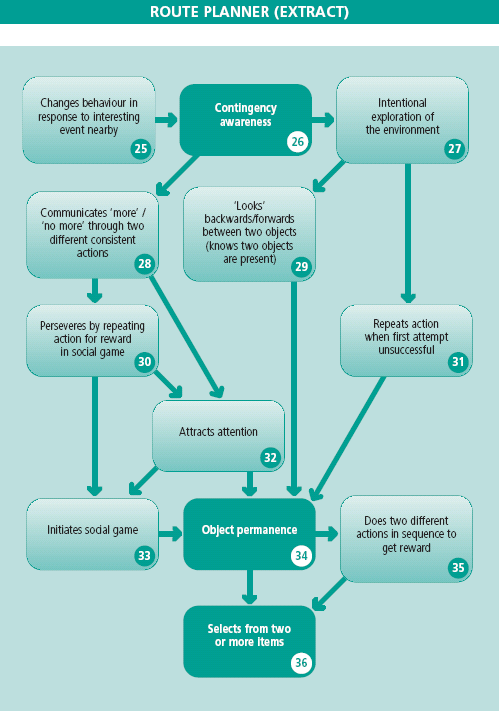 ROUTE PLANNER (EXTRACT)
Changes behaviour in
response to interesting
event nearby
25
Contingency
awareness
26
Intentional
exploration of
the environment
27
Communicates ‘more’ /
‘no more’ through two
different consistent
actions
28
‘Looks’
backwards/forwards
between two objects
(knows two objects
are present)
29
Perseveres by repeating
action for reward
in social game
30
Repeats action
when first attempt
unsuccessful
31
Attracts attention
32
Initiates social game
33
Object permanence
34
Does two different
actions in sequence to
get reward
35
Selects from two
or more items
36